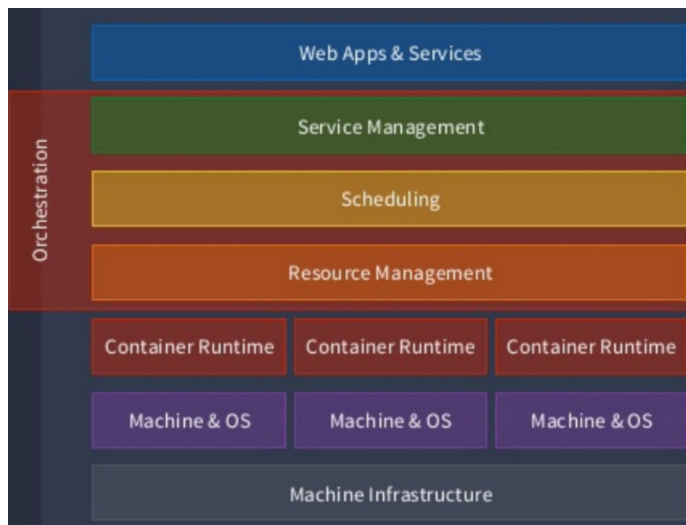 Web Apps & Services
Orchestration
Service Management
Scheduling
Resource Management
Container Runtime
Container Runtime
Container Runtime
Machine & OS
Machine & OS
Machine & OS
Machine Infrastructure